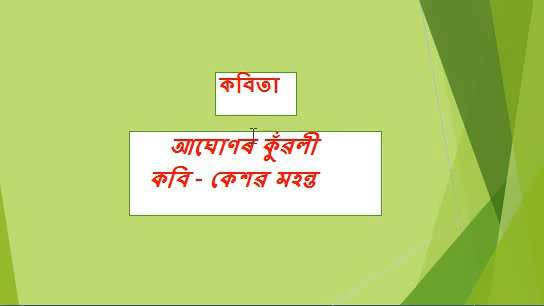 কবিতা
আঘোণৰ কুঁৱলী
কবি - কেশৱ মহন্ত